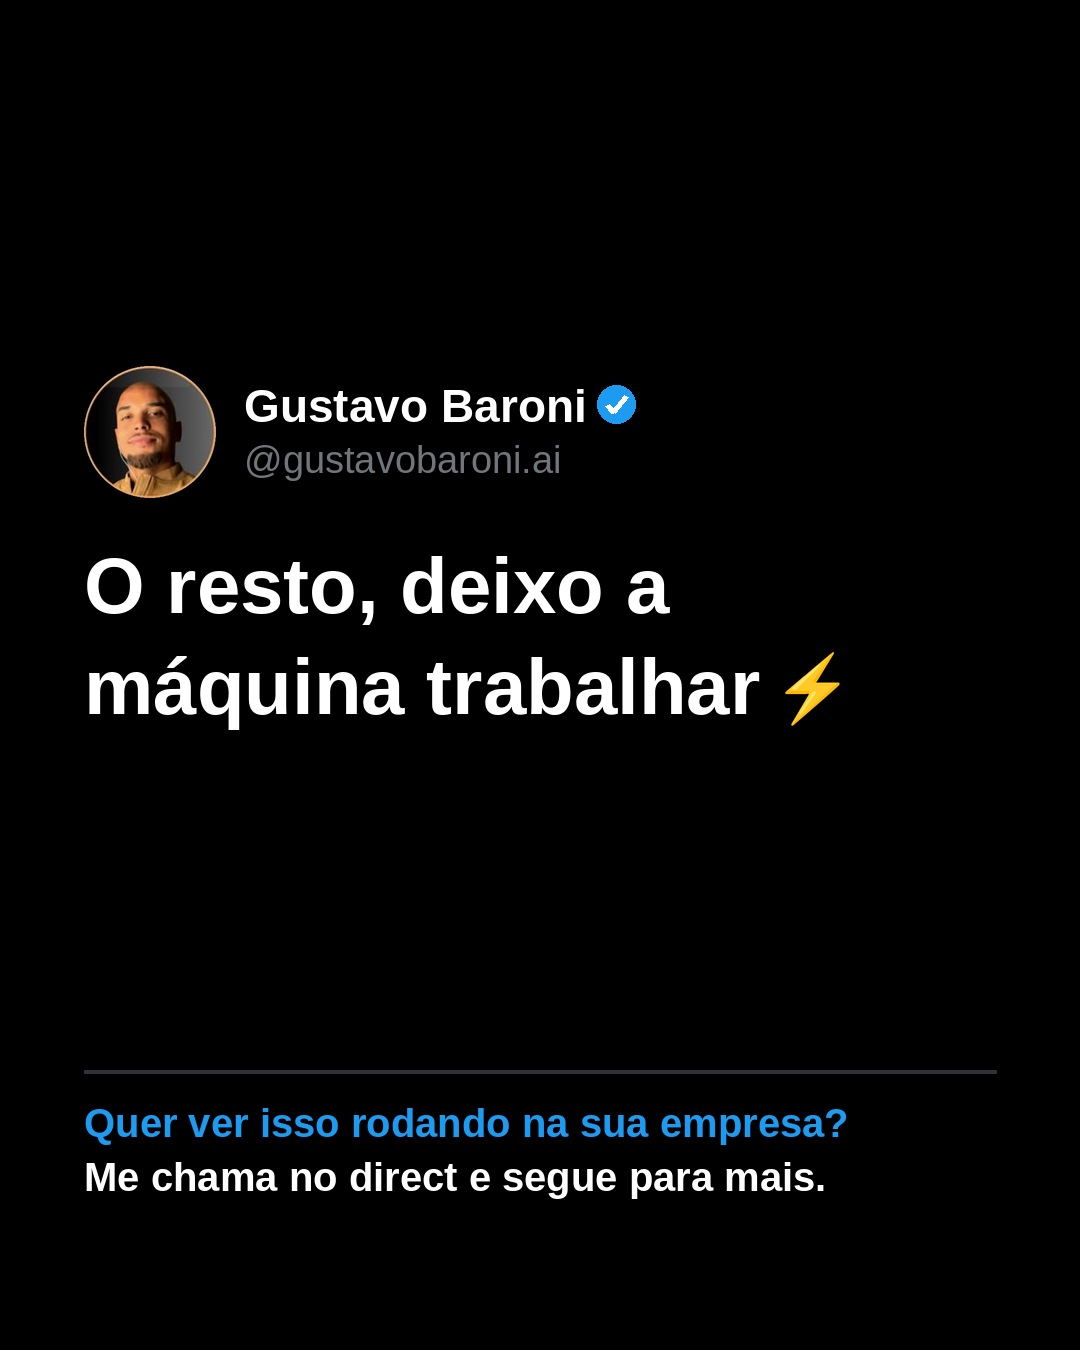 Gustavo Baroni
@gustavobaroni.ai
O resto, deixo a
máquina trabalhar ⚡
Quer ver isso rodando na sua empresa?
Me chama no direct e segue para mais.